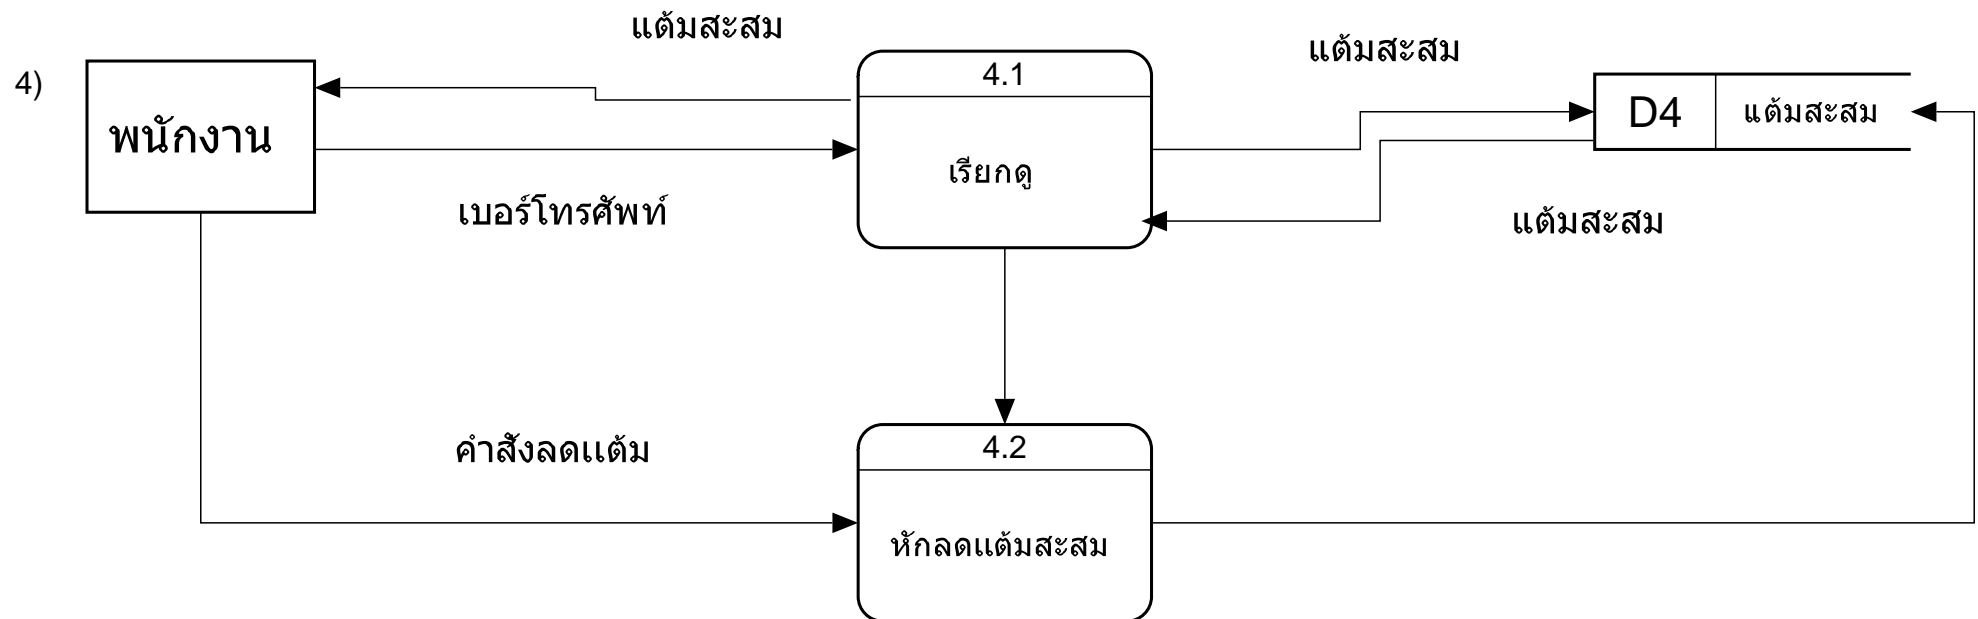 แต้มสะสม
4)
พนักงาน
4.1
เรียกดู
แต้มสะสม
D4
แต้มสะสม
เบอร์โทรศัพท์
แต้มสะสม
คำสั่งลดแต้ม
4.2
หักลดแต้มสะสม